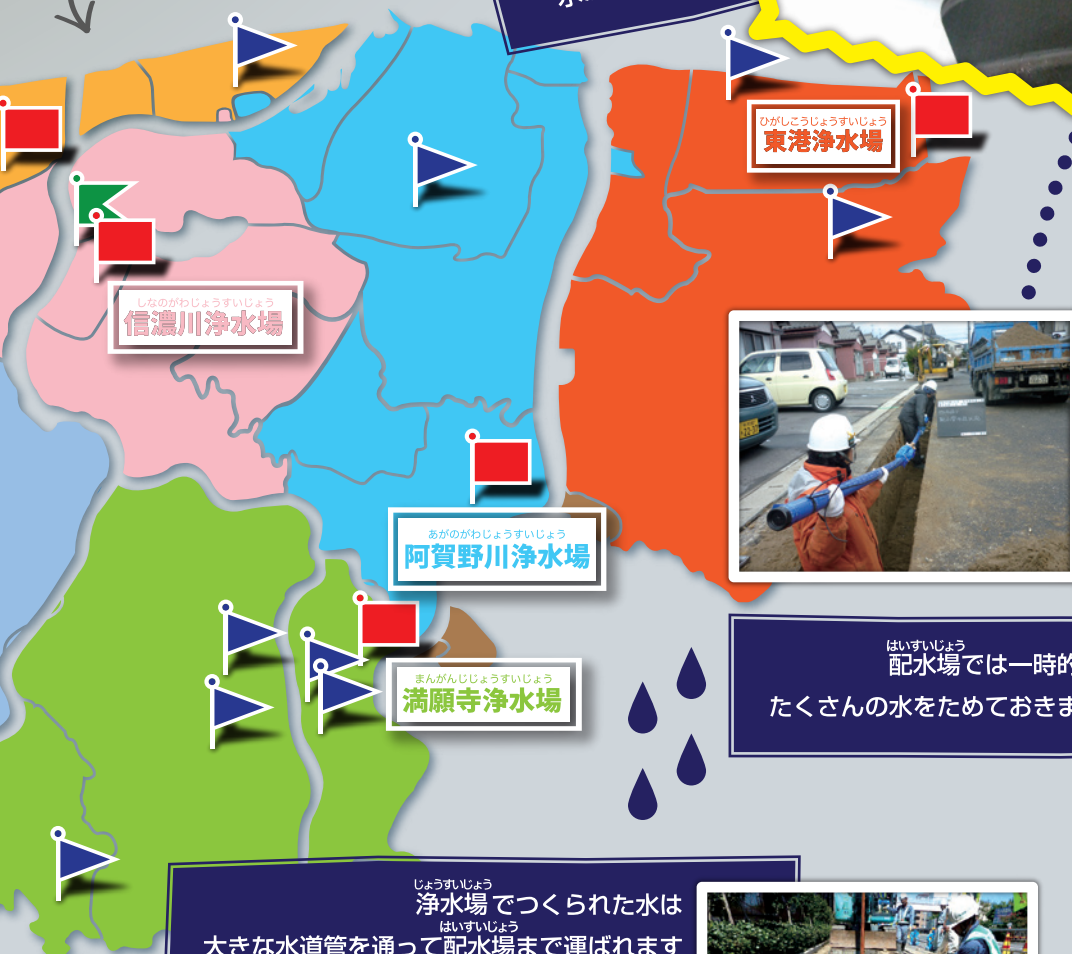 ひがしこうじょうすいじょう
東港浄水場
しなのがわじょうすいじょう
信濃川浄水場
あがのがわじょうすいじょう
阿賀野川浄水場
まんがんじじょうすいじょう
満願寺浄水場
はいすいじょう
配水場では一時的
たくさんの水をためておきま
じょうすいじょう
浄水場でつくられた水は
はいすいじょう
大きな水道管を通って配水場まで運ばれます